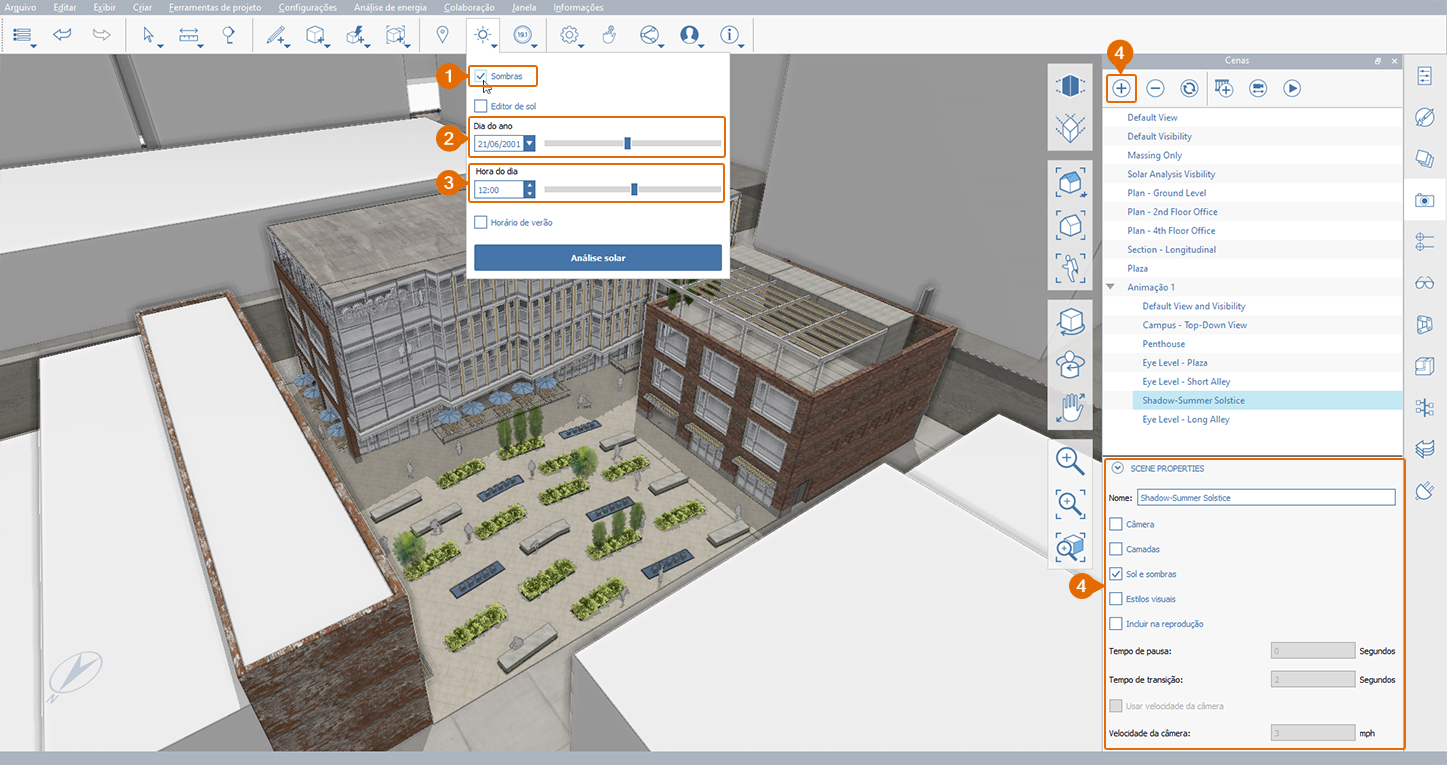 Arquivo Editar Exibir Criar Ferramentas de projeto Configurações Análise de energia Colaboração Janela Informações
19.1
1
Sombras
Editor de sol
2
Dia do ano
21/06/2001
3
Hora do dia
12:00
Horário de verão
Análise solar
N
4
Cenas
Default View
Default Visibility
Massing Only
Solar Analysis Visbility
Plan - Ground Level
Plan - 2nd Floor Office
Plan - 4th Floor Office
Section - Longitudinal
Plaza
Animação 1
Default View and Visibility
Campus - Top-Down View
Penthouse
Eye Level - Plaza
Eye Level - Short Alley
Shadow-Summer Solstice
Eye Level - Long Alley
SCENE PROPERTIES
Nome: Shadow-Summer Solstice
Câmera
Camadas
4
Sol e sombras
Estilos visuais
Incluir na reprodução
Tempo de pausa: 0 Segundos
Tempo de transição: 2 Segundos
Usar velocidade da câmera
Velocidade da câmera: 3 mph